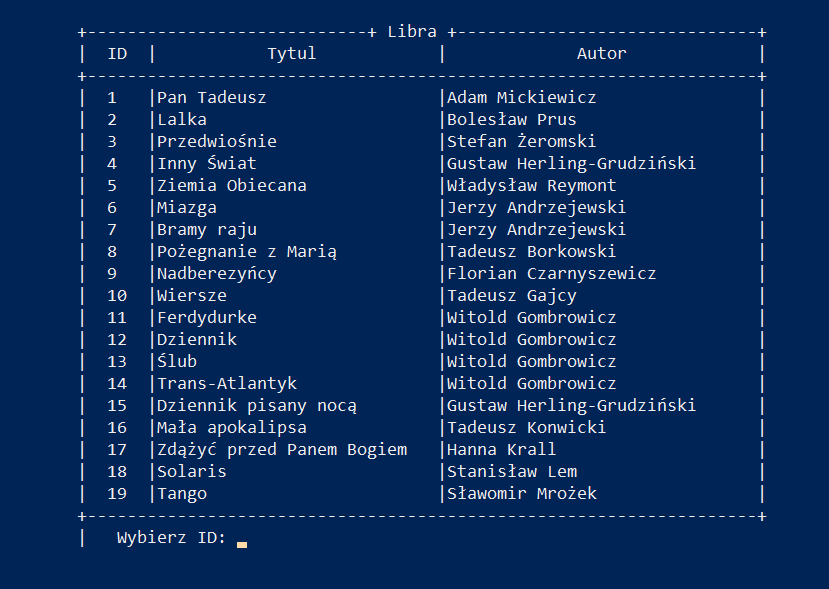 +----------------------------+ Libra +------------------------------+
|  ID  |           Tytul            |             Autor             |
+-------------------------------------------------------------------+
|  1   |Pan Tadeusz                 |Adam Mickiewicz                |
|  2   |Lalka                       |Bolesław Prus                  |
|  3   |Przedwiośnie                |Stefan Żeromski                |
|  4   |Inny Świat                  |Gustaw Herling-Grudziński      |
|  5   |Ziemia Obiecana             |Władysław Reymont              |
|  6   |Miazga                      |Jerzy Andrzejewski             |
|  7   |Bramy raju                  |Jerzy Andrzejewski             |
|  8   |Pożegnanie z Marią          |Tadeusz Borkowski              |
|  9   |Nadberezyńcy                |Florian Czarnyszewicz          |
|  10  |Wiersze                     |Tadeusz Gajcy                  |
|  11  |Ferdydurke                  |Witold Gombrowicz              |
|  12  |Dziennik                    |Witold Gombrowicz              |
|  13  |Ślub                        |Witold Gombrowicz              |
|  14  |Trans-Atlantyk              |Witold Gombrowicz              |
|  15  |Dziennik pisany nocą        |Gustaw Herling-Grudziński      |
|  16  |Mała apokalipsa             |Tadeusz Konwicki               |
|  17  |Zdążyć przed Panem Bogiem   |Hanna Krall                    |
|  18  |Solaris                     |Stanisław Lem                  |
|  19  |Tango                       |Sławomir Mrożek                |
+-------------------------------------------------------------------+
|   Wybierz ID: _